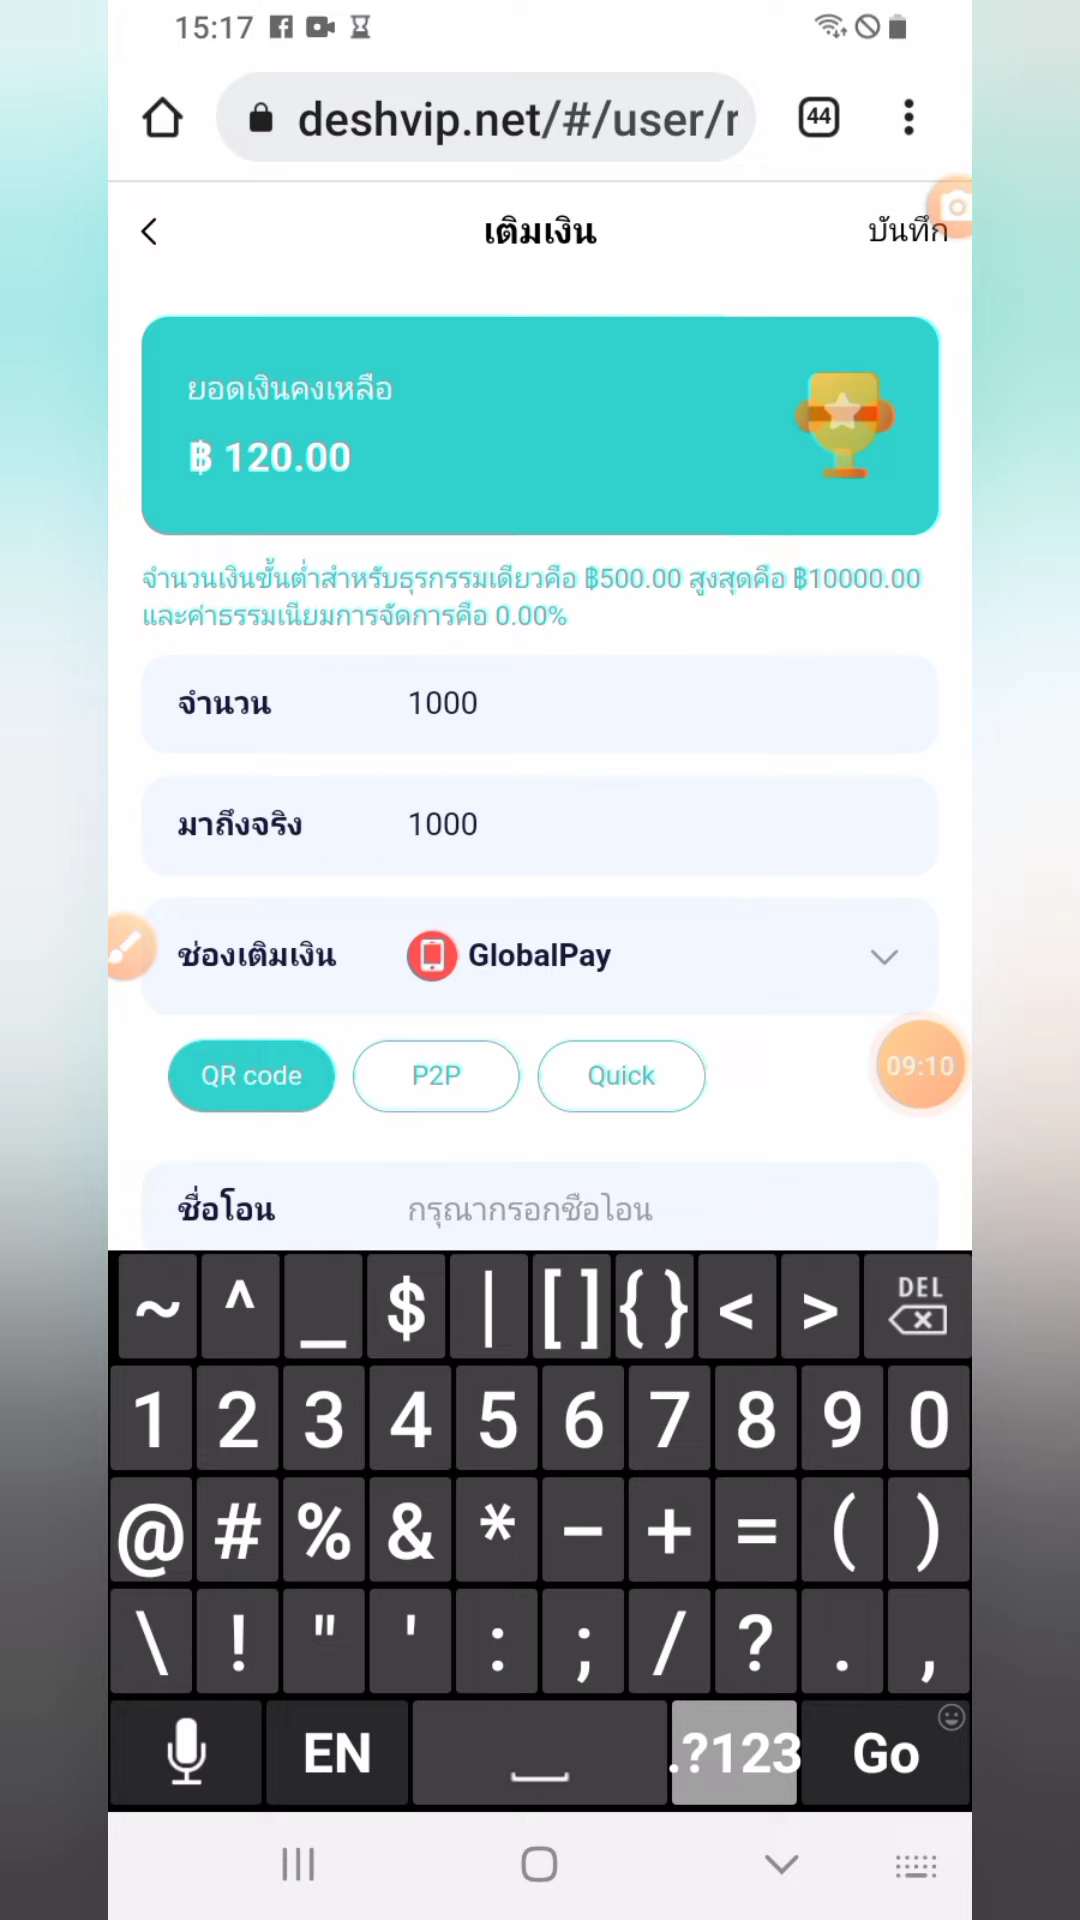 15:17
deshvip.net/#/user/r
44
เติมเงิน
บันทึก
ยอดเงินคงเหลือ
฿ 120.00
จำนวนเงินขั้นต่ำสำหรับธุรกรรมเดียวคือ ฿500.00 สูงสุดคือ ฿10000.00
และค่าธรรมเนียมการจัดการคือ 0.00%
จำนวน 1000
มาถึงจริง 1000
ช่องเติมเงิน GlobalPay
QR code P2P Quick
09:10
ชื่อโอน กรุณากรอกชื่อโอน
~ ^ _ $ | [ ] { } < > DEL
1 2 3 4 5 6 7 8 9 0
@ # % & * − + = ( )
\ ! " ' : ; / ? . ,
EN .?123 Go